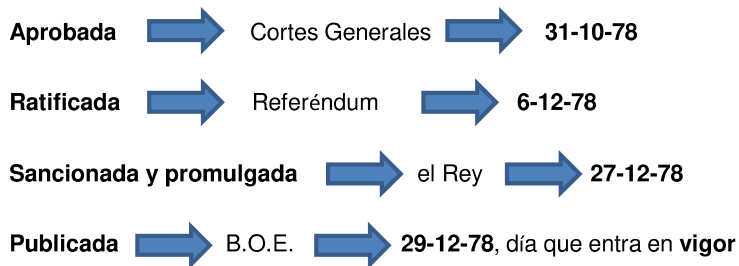 Aprobada Cortes Generales 31-10-78
Ratificada Referéndum 6-12-78
Sancionada y promulgada el Rey 27-12-78
Publicada B.O.E. 29-12-78, día que entra en vigor